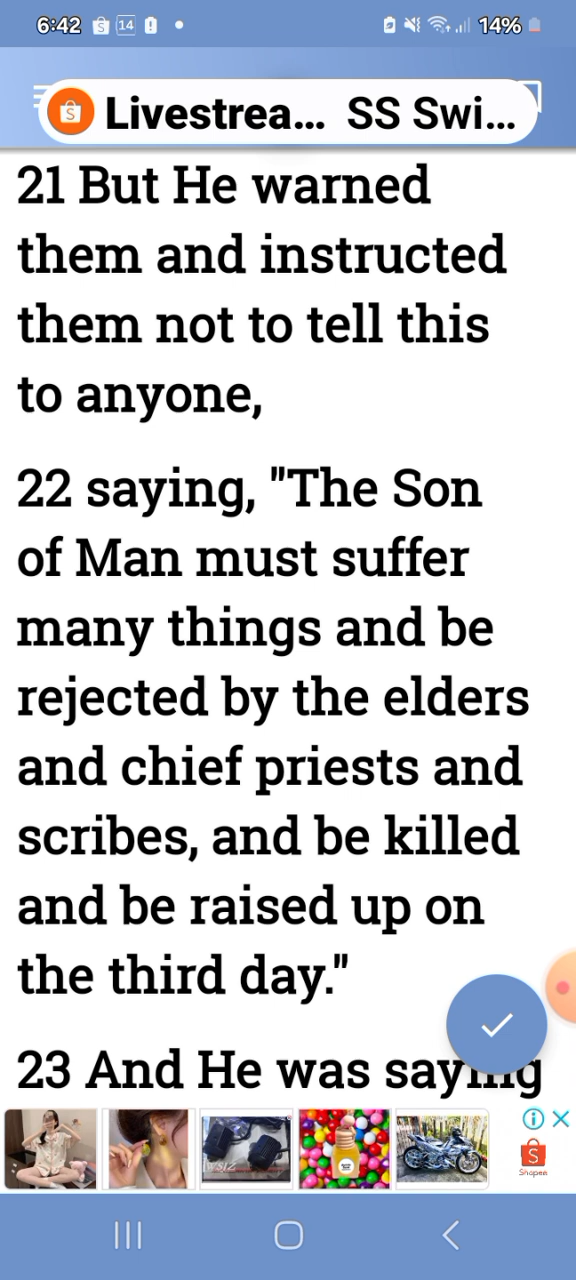 6:42 14 14%
Livestrea... SS Swi...
21 But He warned
them and instructed
them not to tell this
to anyone,
22 saying, "The Son
of Man must suffer
many things and be
rejected by the elders
and chief priests and
scribes, and be killed
and be raised up on
the third day."
23 And He was saying
WSIZ
Shopee